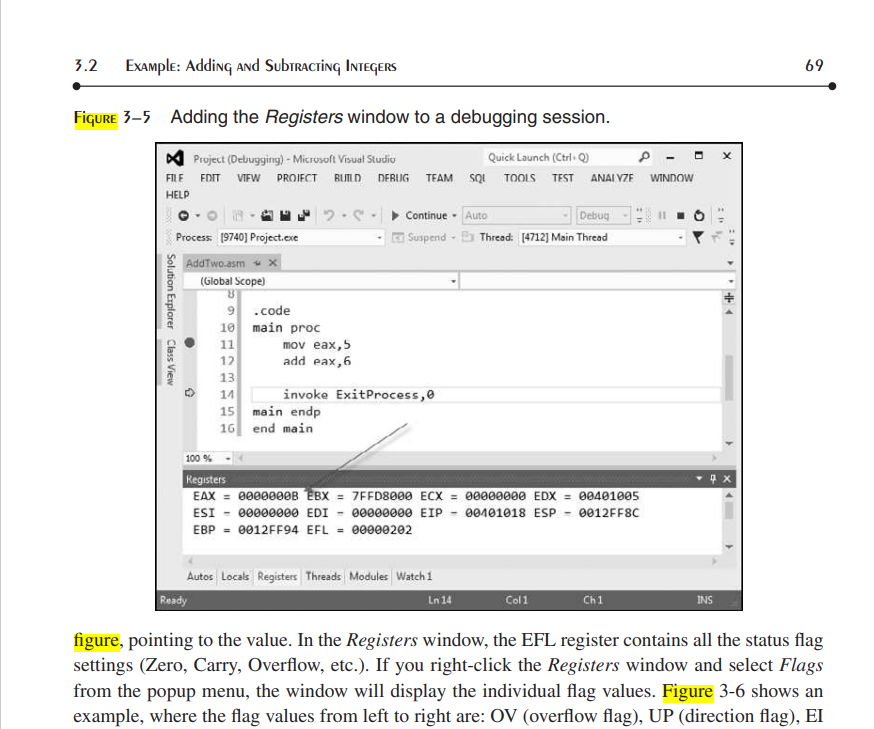 3.2 Example: Adding and Subtracting Integers 69
Figure 3–5 Adding the Registers window to a debugging session.
Project (Debugging) - Microsoft Visual Studio Quick Launch (Ctrl+Q)
FILE EDIT VIEW PROJECT BUILD DEBUG TEAM SQL TOOLS TEST ANALYZE WINDOW
HELP
Continue Auto Debug
Process: [9740] Project.exe Suspend Thread: [4712] Main Thread
Solution Explorer
Class View
AddTwo.asm
(Global Scope)
8
9 .code
10 main proc
11 mov eax,5
12 add eax,6
13
14 invoke ExitProcess,0
15 main endp
16 end main
100 %
Registers
EAX = 0000000B EBX = 7FFD8000 ECX = 00000000 EDX = 00401005
ESI = 00000000 EDI = 00000000 EIP = 00401018 ESP = 0012FF8C
EBP = 0012FF94 EFL = 00000202
Autos Locals Registers Threads Modules Watch 1
Ready Ln 14 Col 1 Ch 1 INS
figure, pointing to the value. In the Registers window, the EFL register contains all the status flag
settings (Zero, Carry, Overflow, etc.). If you right-click the Registers window and select Flags
from the popup menu, the window will display the individual flag values. Figure 3-6 shows an
example, where the flag values from left to right are: OV (overflow flag), UP (direction flag), EI